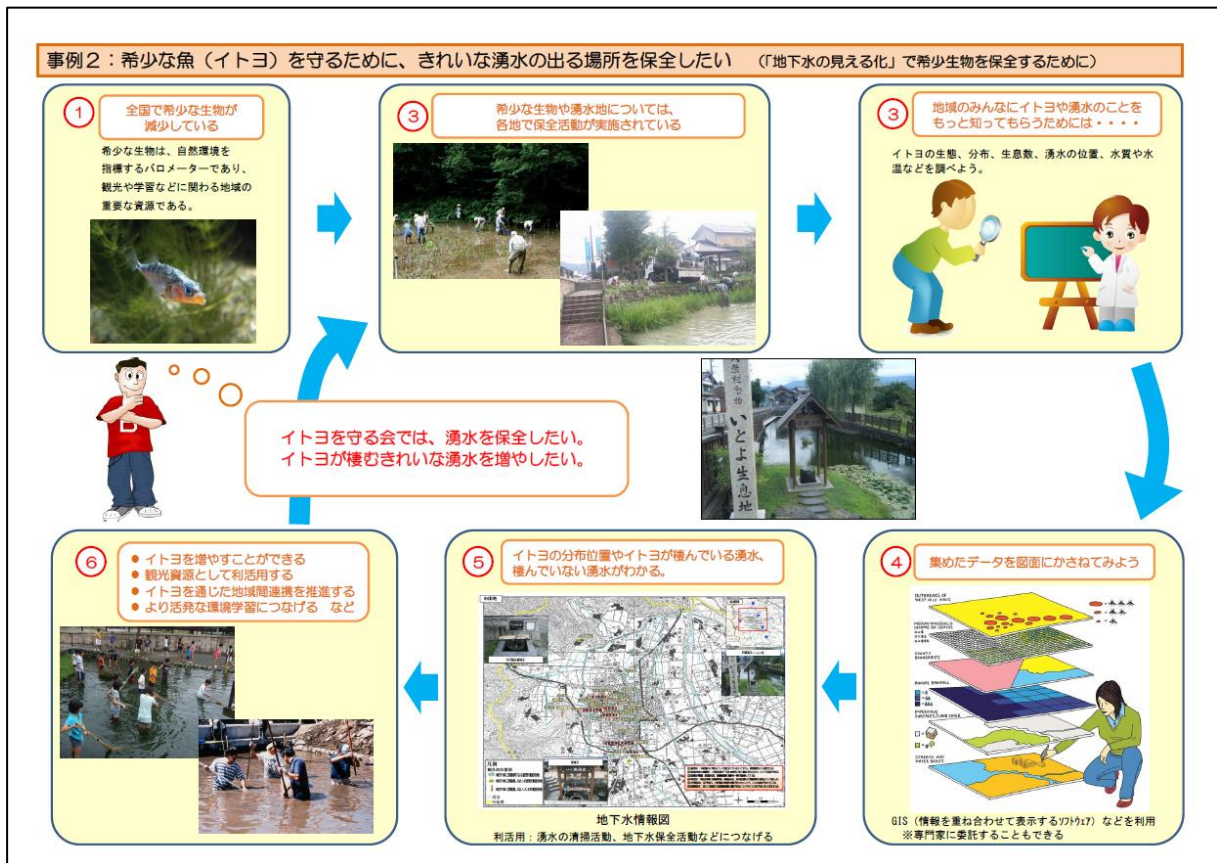 事例2:希少な魚(イトヨ)を守るために、きれいな湧水の出る場所を保全したい (「地下水の見える化」で希少生物を保全するために)
①
全国で希少な生物が
減少している
希少な生物は、自然環境を
指標するバロメーターであり、
観光や学習などに関わる地域の
重要な資源である。
③
希少な生物や湧水地については、
各地で保全活動が実施されている
③
地域のみんなにイトヨや湧水のことを
もっと知ってもらうためには・・・・
イトヨの生態、分布、生息数、湧水の位置、水質や水
温などを調べよう。
イトヨを守る会では、湧水を保全したい。
イトヨが棲むきれいな湧水を増やしたい。
B
いとよ生息地
⑥
● イトヨを増やすことができる
● 観光資源として利活用する
● イトヨを通じた地域間連携を推進する
● より活発な環境学習につなげる など
⑤
イトヨの分布位置やイトヨが棲んでいる湧水、
棲んでいない湧水がわかる。
凡例
地下水情報図
利活用:湧水の清掃活動、地下水保全活動などにつなげる
④
集めたデータを図面にかさねてみよう
OUTBREAKS OF
WEST NILE VIRUS
COUNTY
BOUNDARIES
ANNUAL RAINFALL
STREAMS AND
WATER BODIES
GIS(情報を重ね合わせて表示するソフトウェア)などを利用
※専門家に委託することもできる